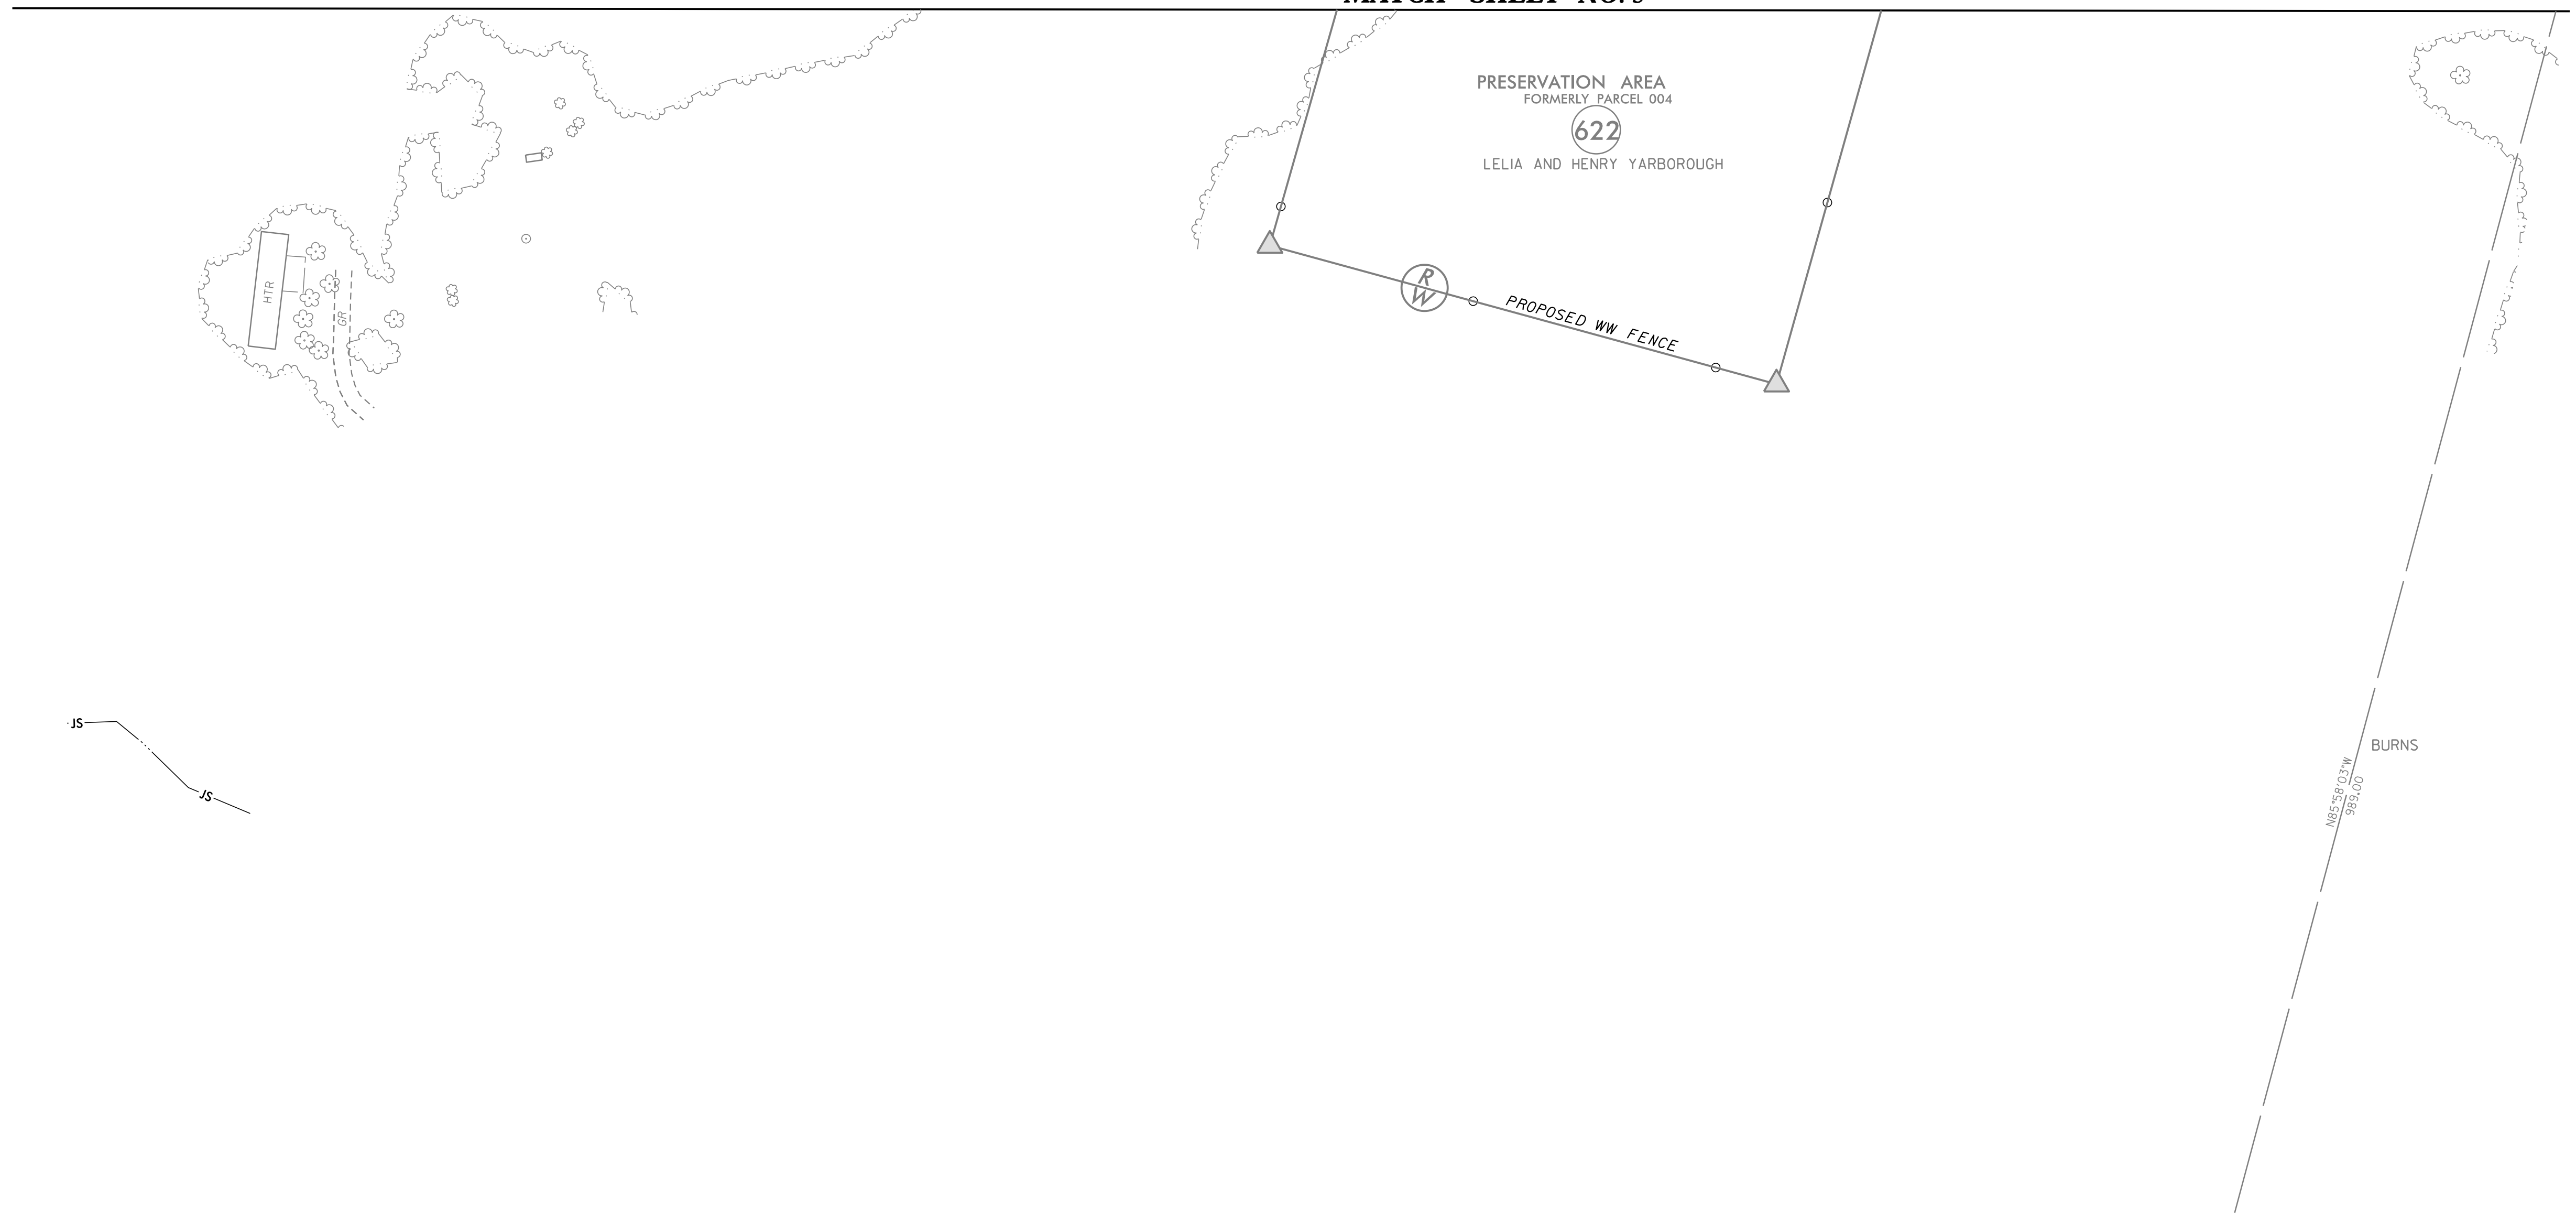 PRESERVATION AREA
FORMERLY PARCEL 004
622
LELIA AND HENRY YARBOROUGH
HTR
GR
R
W
PROPOSED WW FENCE
JS
JS
BURNS
N85°58'03"W
989.00